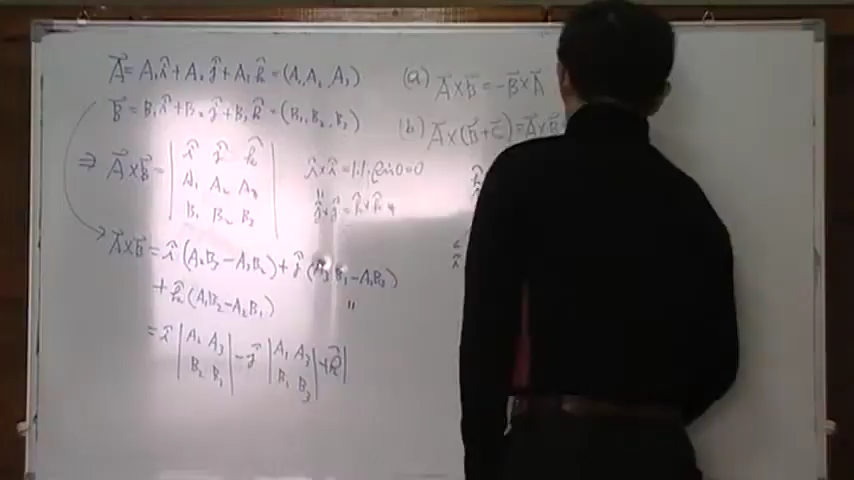 A⃗ = A₁î + A₂ĵ + A₃k̂ = (A₁, A₂, A₃)
B⃗ = B₁î + B₂ĵ + B₃k̂ = (B₁, B₂, B₃)
⇒ A⃗×B⃗ = | î ĵ k̂
A₁ A₂ A₃
B₁ B₂ B₃ |
î×î = 1·1·sin0 = 0
ĵ×ĵ = k̂×k̂
A⃗×B⃗ = î(A₂B₃ − A₃B₂) + ĵ(A₃B₁ − A₁B₃)
+ k̂(A₁B₂ − A₂B₁)
= î | A₂ A₃ | − ĵ | A₁ A₃ | + k̂ |
B₂ B₃ B₁ B₃
(a) A⃗×B⃗ = −B⃗×A⃗
(b) A⃗×(B⃗+C⃗) = A⃗×B⃗